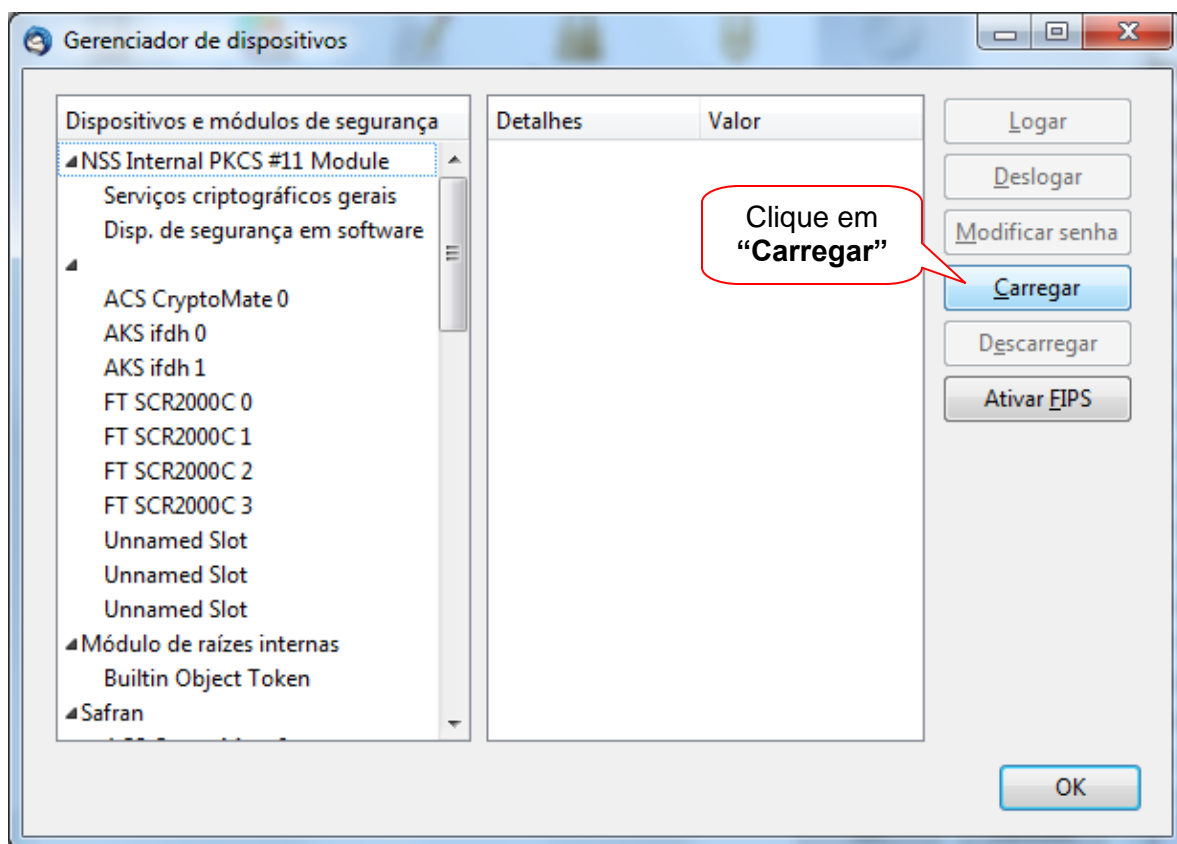 Gerenciador de dispositivos
Dispositivos e módulos de segurança
Detalhes
Valor
NSS Internal PKCS #11 Module
Serviços criptográficos gerais
Disp. de segurança em software
ACS CryptoMate 0
AKS ifdh 0
AKS ifdh 1
FT SCR2000C 0
FT SCR2000C 1
FT SCR2000C 2
FT SCR2000C 3
Unnamed Slot
Unnamed Slot
Unnamed Slot
Módulo de raízes internas
Builtin Object Token
Safran
Clique em
“Carregar”
Logar
Deslogar
Modificar senha
Carregar
Descarregar
Ativar FIPS
OK